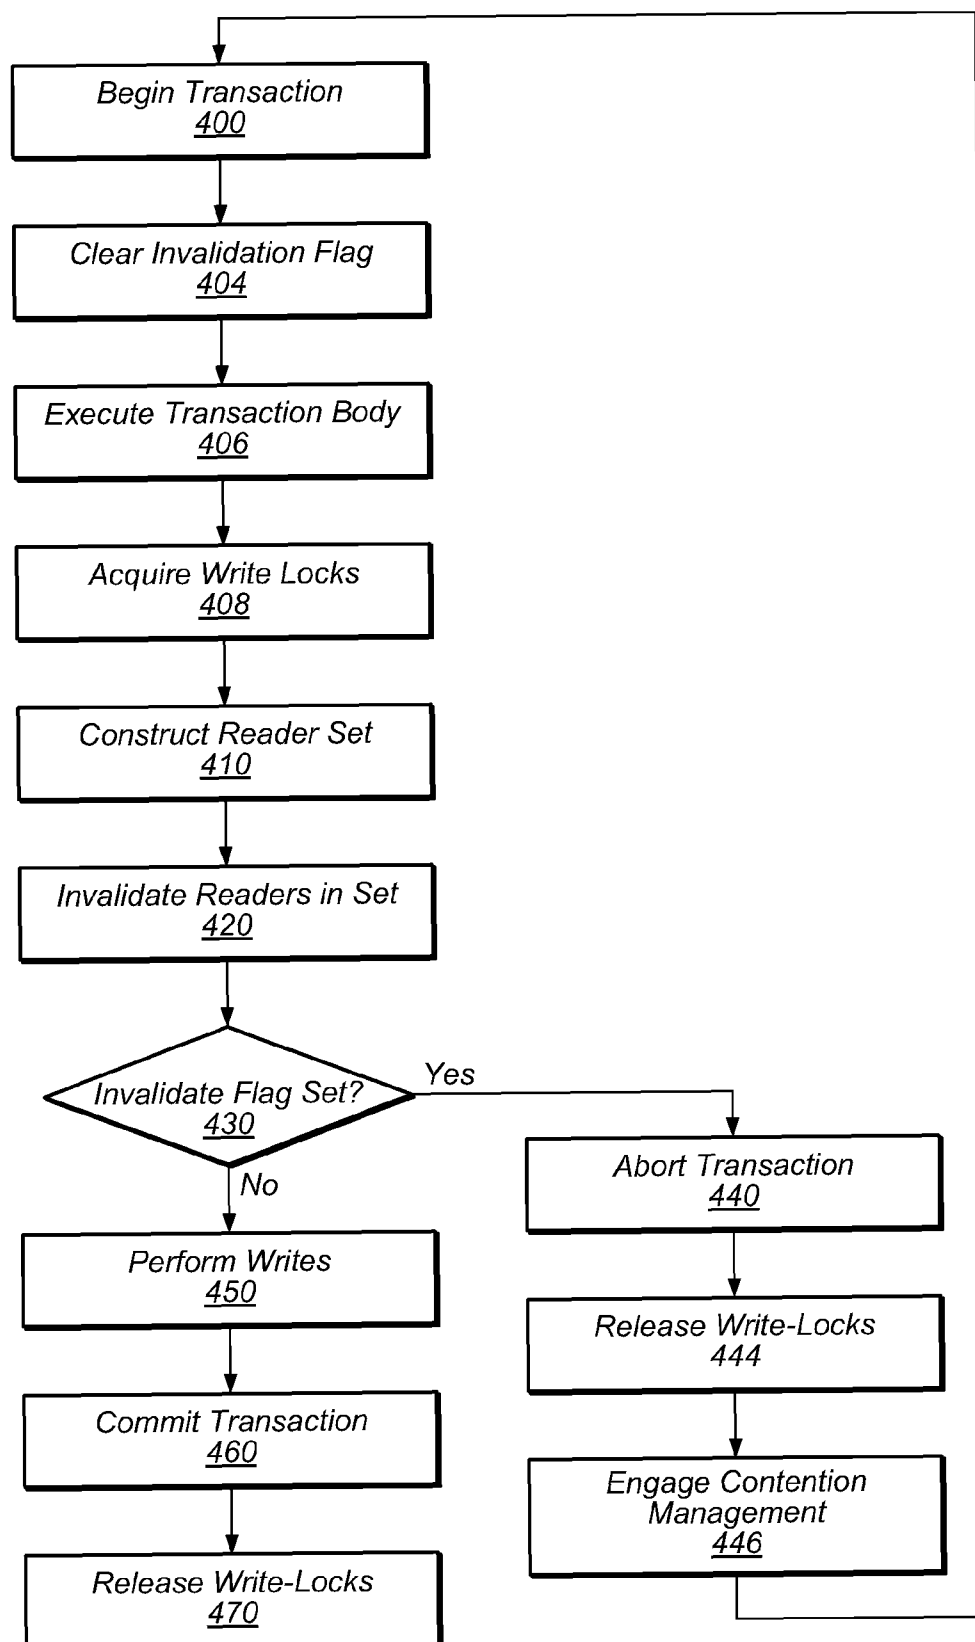 Begin Transaction
400
Clear Invalidation Flag
404
Execute Transaction Body
406
Acquire Write Locks
408
Construct Reader Set
410
Invalidate Readers in Set
420
Invalidate Flag Set?
430
Yes
No
Abort Transaction
440
Perform Writes
450
Release Write-Locks
444
Commit Transaction
460
Engage Contention
Management
446
Release Write-Locks
470